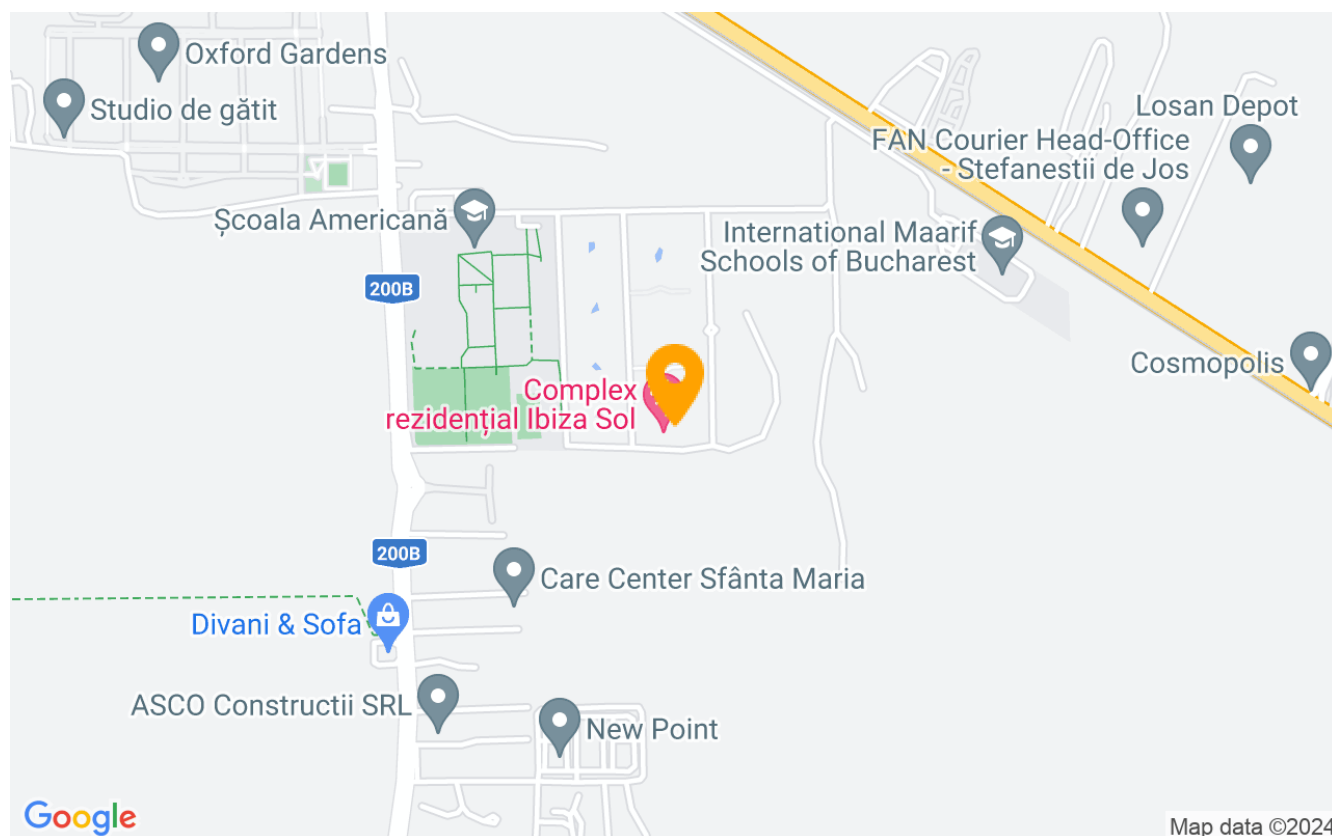 Oxford Gardens
Studio de gătit
Losan Depot
FAN Courier Head-Office
- Stefanestii de Jos
Școala Americană
International Maarif
Schools of Bucharest
200B
Cosmopolis
Complex
rezidențial Ibiza Sol
200B
Care Center Sfânta Maria
Divani & Sofa
ASCO Constructii SRL
New Point
Google
Map data ©2024